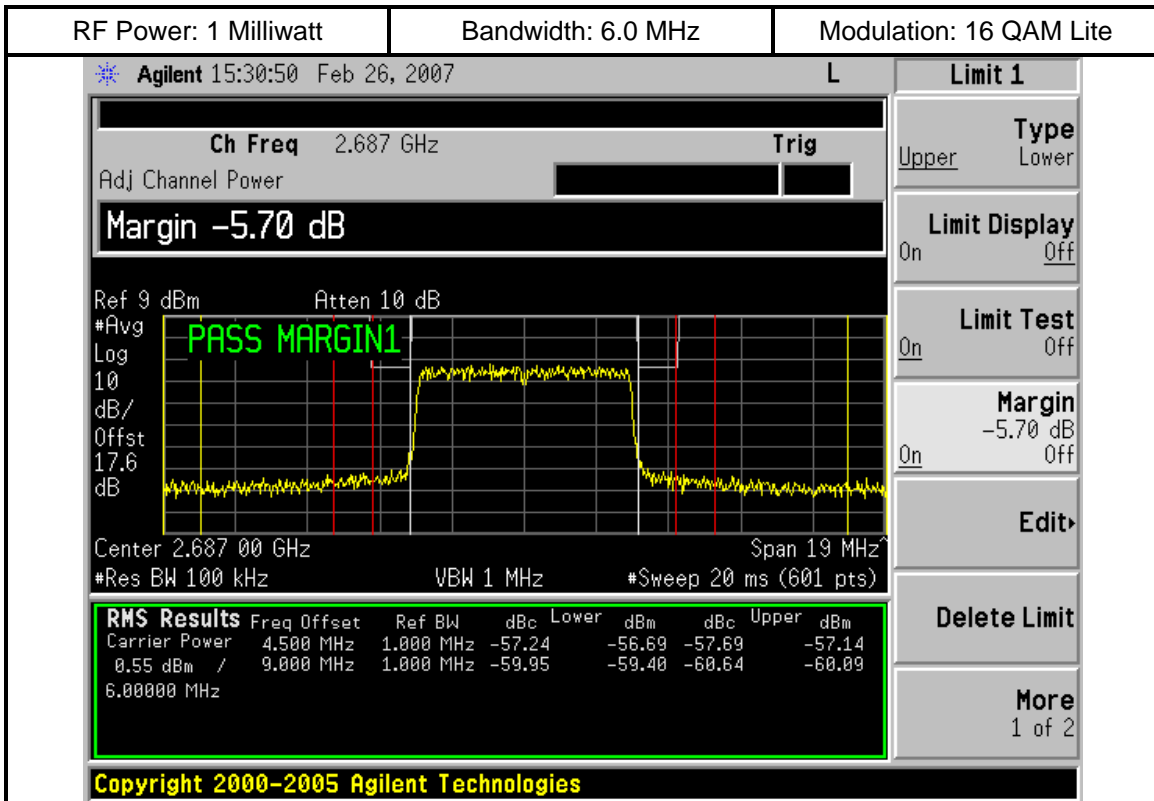 RF Power: 1 Milliwatt Bandwidth: 6.0 MHz Modulation: 16 QAM Lite
Agilent 15:30:50 Feb 26, 2007 L
Ch Freq 2.687 GHz Trig
Adj Channel Power
Margin -5.70 dB
Ref 9 dBm Atten 10 dB
#Avg
Log
10
dB/
Offst
17.6
dB
PASS MARGIN1
Center 2.687 00 GHz Span 19 MHz^
#Res BW 100 kHz VBW 1 MHz #Sweep 20 ms (601 pts)
RMS Results Freq Offset Ref BW dBc Lower dBm dBc Upper dBm
Carrier Power 4.500 MHz 1.000 MHz -57.24 -56.69 -57.69 -57.14
0.55 dBm / 9.000 MHz 1.000 MHz -59.95 -59.40 -60.64 -60.09
6.00000 MHz
Copyright 2000-2005 Agilent Technologies
Limit 1
Type
Upper Lower
Limit Display
On Off
Limit Test
On Off
Margin
-5.70 dB
On Off
Edit
Delete Limit
More
1 of 2